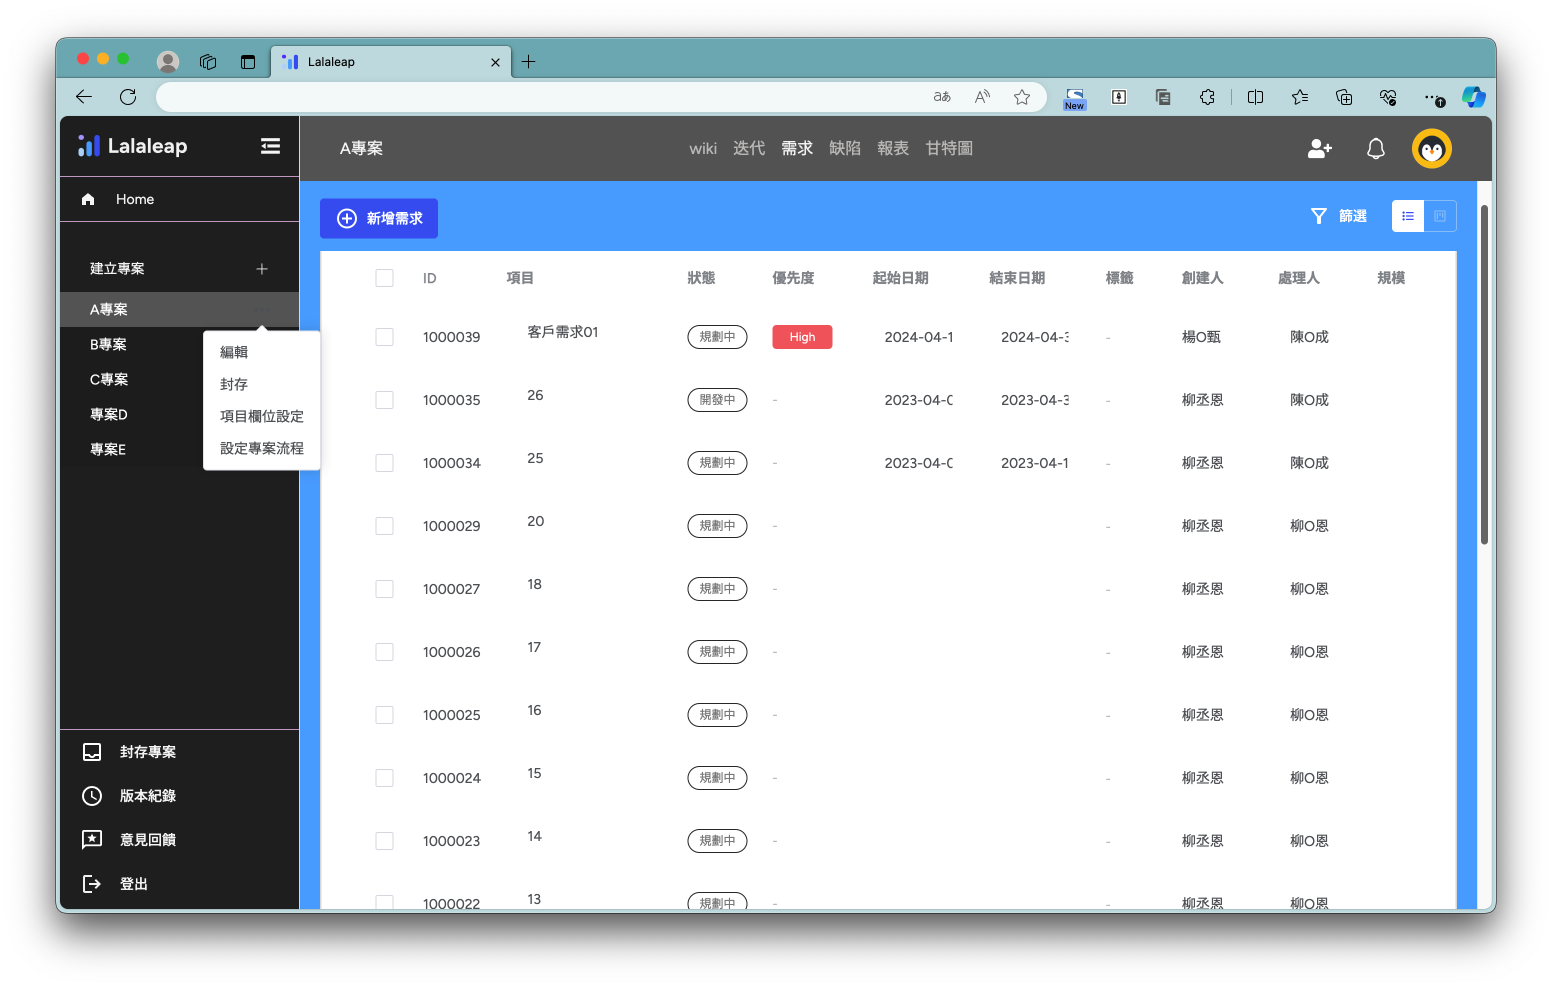 Lalaleap
aあ
A
New
Lalaleap
A專案
wiki 迭代 需求 缺陷 報表 甘特圖
Home
建立專案
A專案
B專案
C專案
專案D
專案E
編輯
封存
項目欄位設定
設定專案流程
封存專案
版本紀錄
意見回饋
登出
新增需求
篩選
ID 項目 狀態 優先度 起始日期 結束日期 標籤 創建人 處理人 規模
1000039 客戶需求01 規劃中 High 2024-04-1 2024-04- - 楊O甄 陳O成
1000035 26 開發中 - 2023-04-0 2023-04-3 - 柳丞恩 陳O成
1000034 25 規劃中 - 2023-04-0 2023-04-1 - 柳丞恩 陳O成
1000029 20 規劃中 - - 柳丞恩 柳O恩
1000027 18 規劃中 - - 柳丞恩 柳O恩
1000026 17 規劃中 - - 柳丞恩 柳O恩
1000025 16 規劃中 - - 柳丞恩 柳O恩
1000024 15 規劃中 - - 柳丞恩 柳O恩
1000023 14 規劃中 - - 柳丞恩 柳O恩
1000022 13 規劃中 - - 柳丞恩 柳O恩